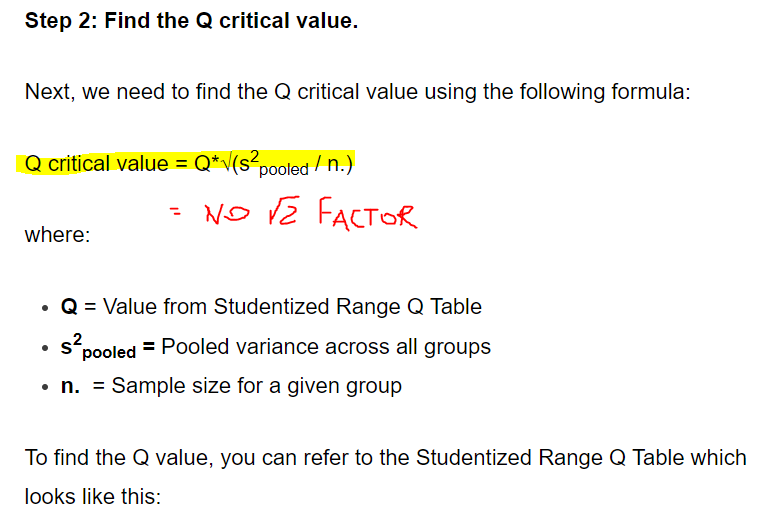 Step 2: Find the Q critical value.
Next, we need to find the Q critical value using the following formula:
Q critical value = Q*√(s²pooled / n.)
= NO √2 FACTOR
where:
• Q = Value from Studentized Range Q Table
• s²pooled = Pooled variance across all groups
• n. = Sample size for a given group
To find the Q value, you can refer to the Studentized Range Q Table which
looks like this: